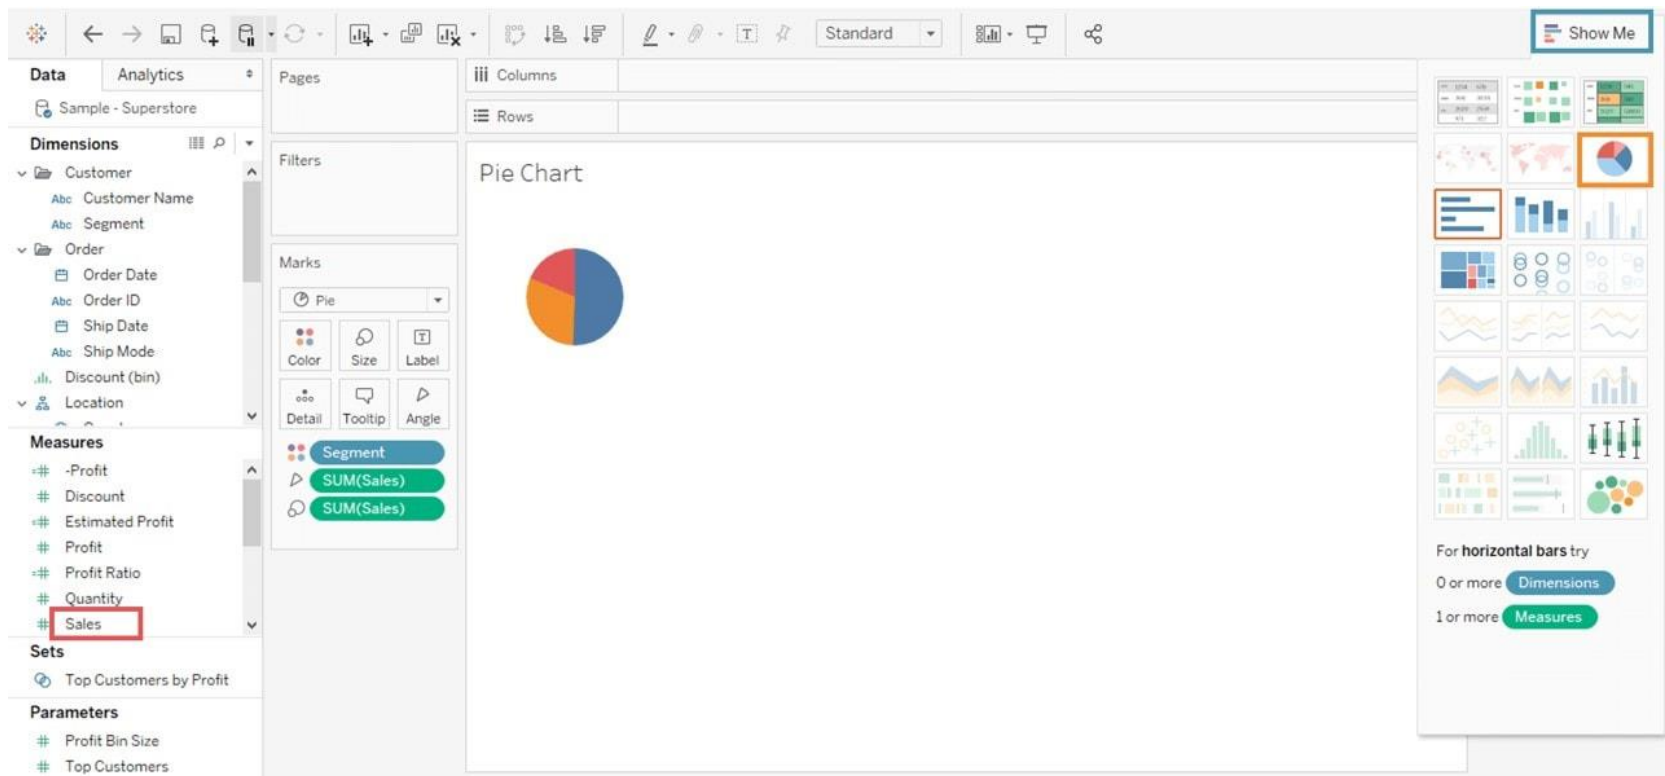 Standard
Show Me
Data
Analytics
Sample - Superstore
Dimensions
Customer
Abc Customer Name
Abc Segment
Order
Order Date
Abc Order ID
Ship Date
Abc Ship Mode
Discount (bin)
Location
Measures
=# -Profit
# Discount
=# Estimated Profit
# Profit
=# Profit Ratio
# Quantity
# Sales
Sets
Top Customers by Profit
Parameters
# Profit Bin Size
# Top Customers
Pages
Filters
Marks
Pie
Color
Size
T
Label
Detail
Tooltip
Angle
Segment
SUM(Sales)
SUM(Sales)
Columns
Rows
Pie Chart
For horizontal bars try
0 or more Dimensions
1 or more Measures